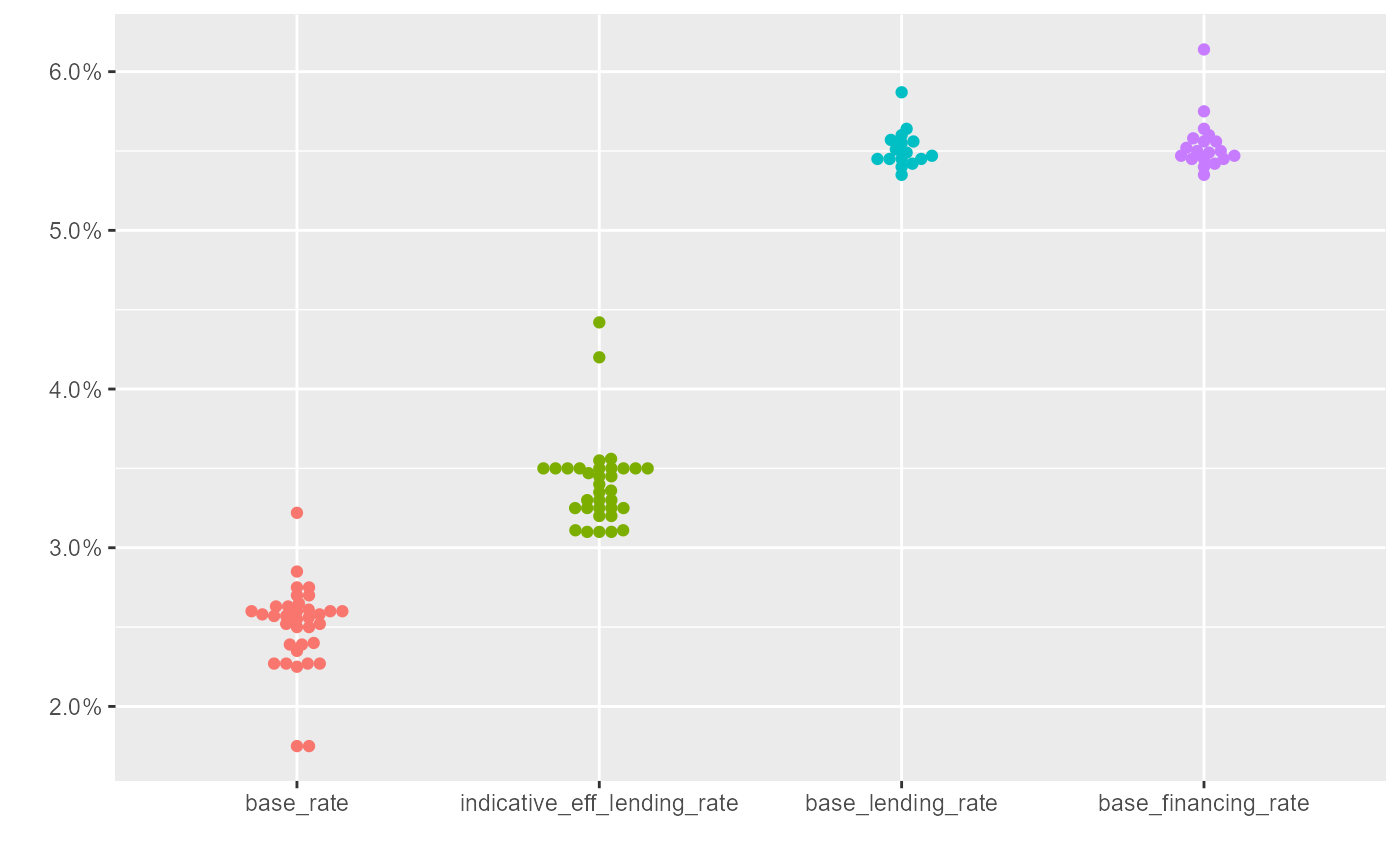 6.0%
5.0%
4.0%
3.0%
2.0%
base_rate
indicative_eff_lending_rate
base_lending_rate
base_financing_rate